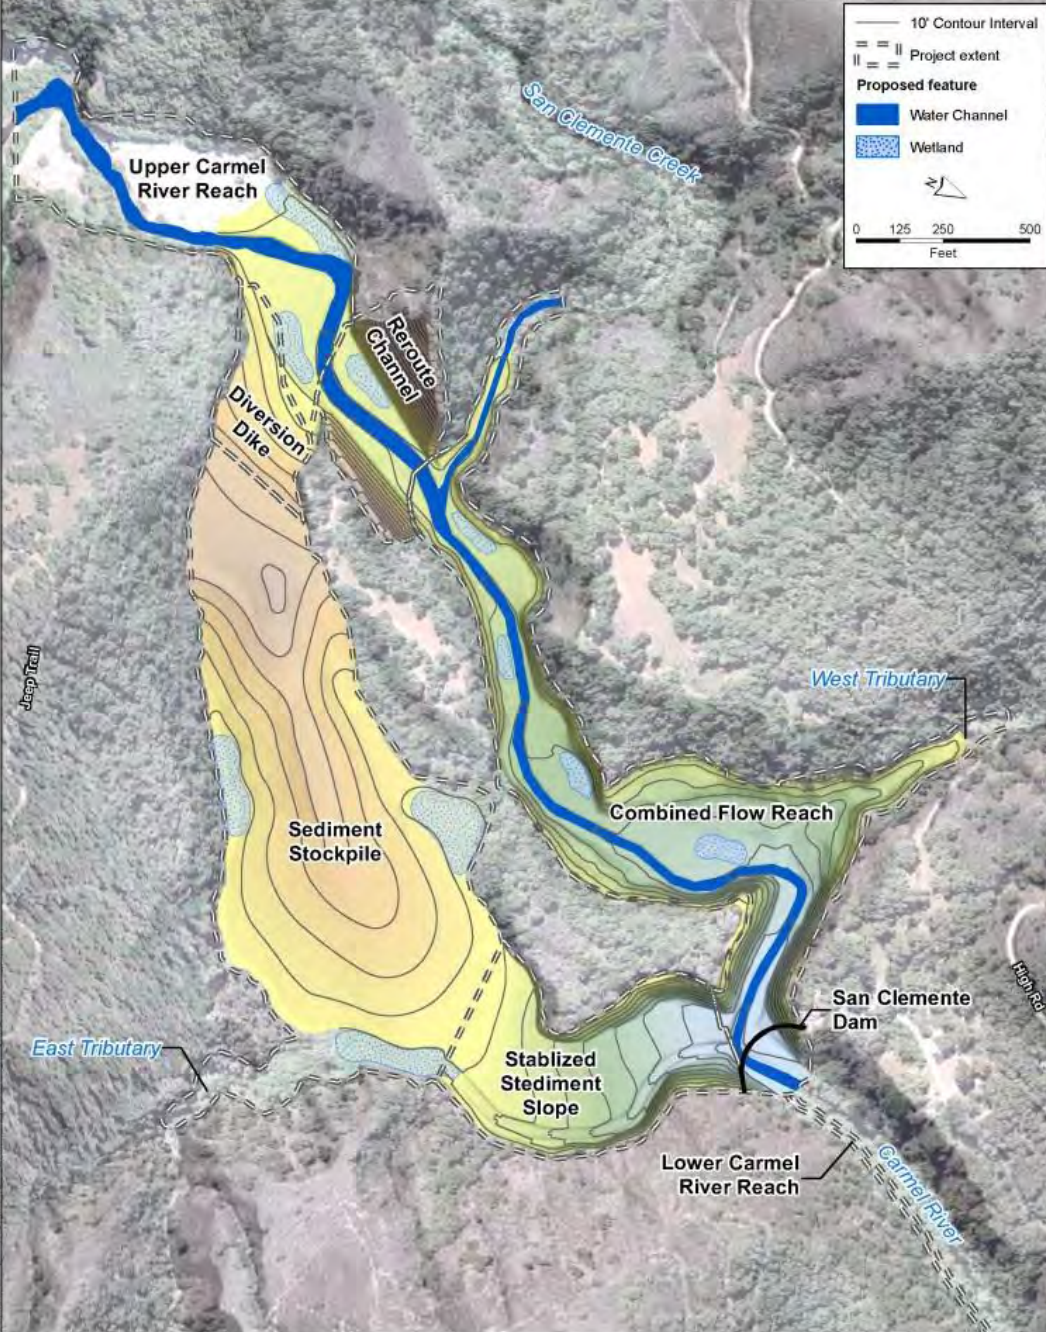 10' Contour Interval
Project extent
Proposed feature
Water Channel
Wetland
N
0 125 250 500
Feet
San Clemente Creek
Upper Carmel
River Reach
Reroute
Channel
Diversion
Dike
Jeep Trail
West Tributary
Combined Flow Reach
Sediment
Stockpile
High Rd
San Clemente
Dam
East Tributary
Stablized
Stediment
Slope
Lower Carmel
River Reach
Carmel River